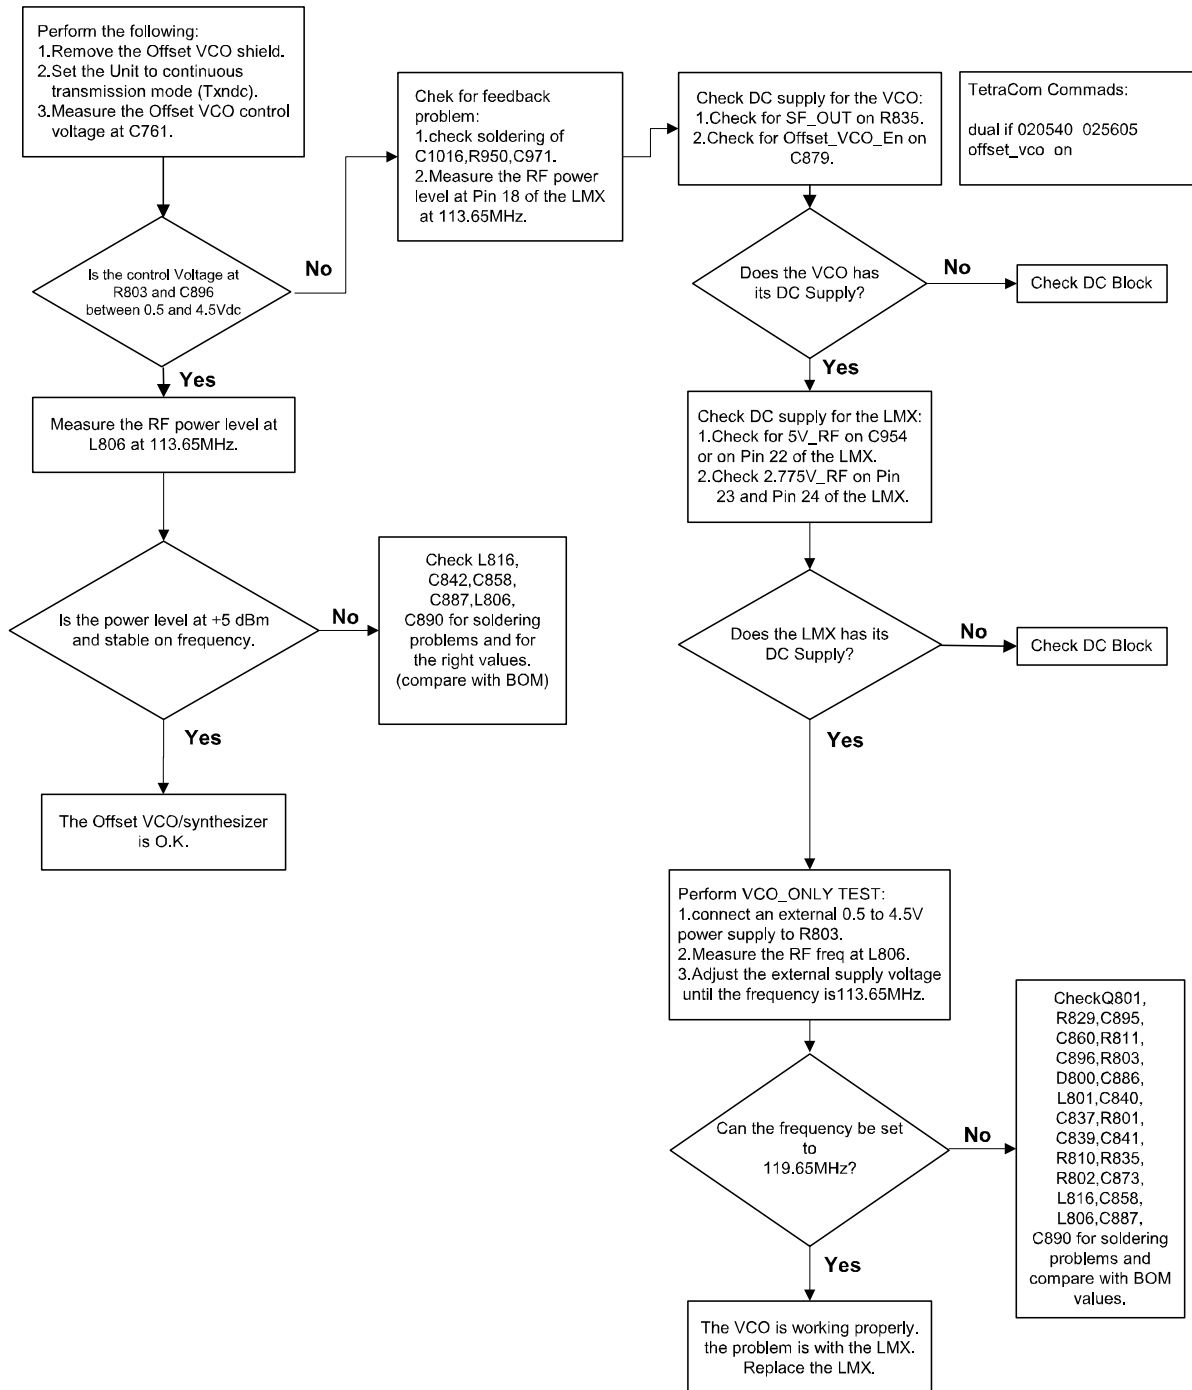 Perform the following:
1.Remove the Offset VCO shield.
2.Set the Unit to continuous
transmission mode (Txndc).
3.Measure the Offset VCO control
voltage at C761.
Is the control Voltage at
R803 and C896
between 0.5 and 4.5Vdc
No
Yes
Measure the RF power level at
L806 at 113.65MHz.
Is the power level at +5 dBm
and stable on frequency.
No
Check L816,
C842,C858,
C887,L806,
C890 for soldering
problems and for
the right values.
(compare with BOM)
Yes
The Offset VCO/synthesizer
is O.K.
Chek for feedback
problem:
1.check soldering of
C1016,R950,C971.
2.Measure the RF power
level at Pin 18 of the LMX
at 113.65MHz.
Check DC supply for the VCO:
1.Check for SF_OUT on R835.
2.Check for Offset_VCO_En on
C879.
TetraCom Commads:
dual if 020540 025605
offset_vco on
Does the VCO has
its DC Supply?
No
Check DC Block
Yes
Check DC supply for the LMX:
1.Check for 5V_RF on C954
or on Pin 22 of the LMX.
2.Check 2.775V_RF on Pin
23 and Pin 24 of the LMX.
Does the LMX has its
DC Supply?
No
Check DC Block
Yes
Perform VCO_ONLY TEST:
1.connect an external 0.5 to 4.5V
power supply to R803.
2.Measure the RF freq at L806.
3.Adjust the external supply voltage
until the frequency is113.65MHz.
Can the frequency be set
to
119.65MHz?
No
CheckQ801,
R829,C895,
C860,R811,
C896,R803,
D800,C886,
L801,C840,
C837,R801,
C839,C841,
R810,R835,
R802,C873,
L816,C858,
L806,C887,
C890 for soldering
problems and
compare with BOM
values.
Yes
The VCO is working properly.
the problem is with the LMX.
Replace the LMX.